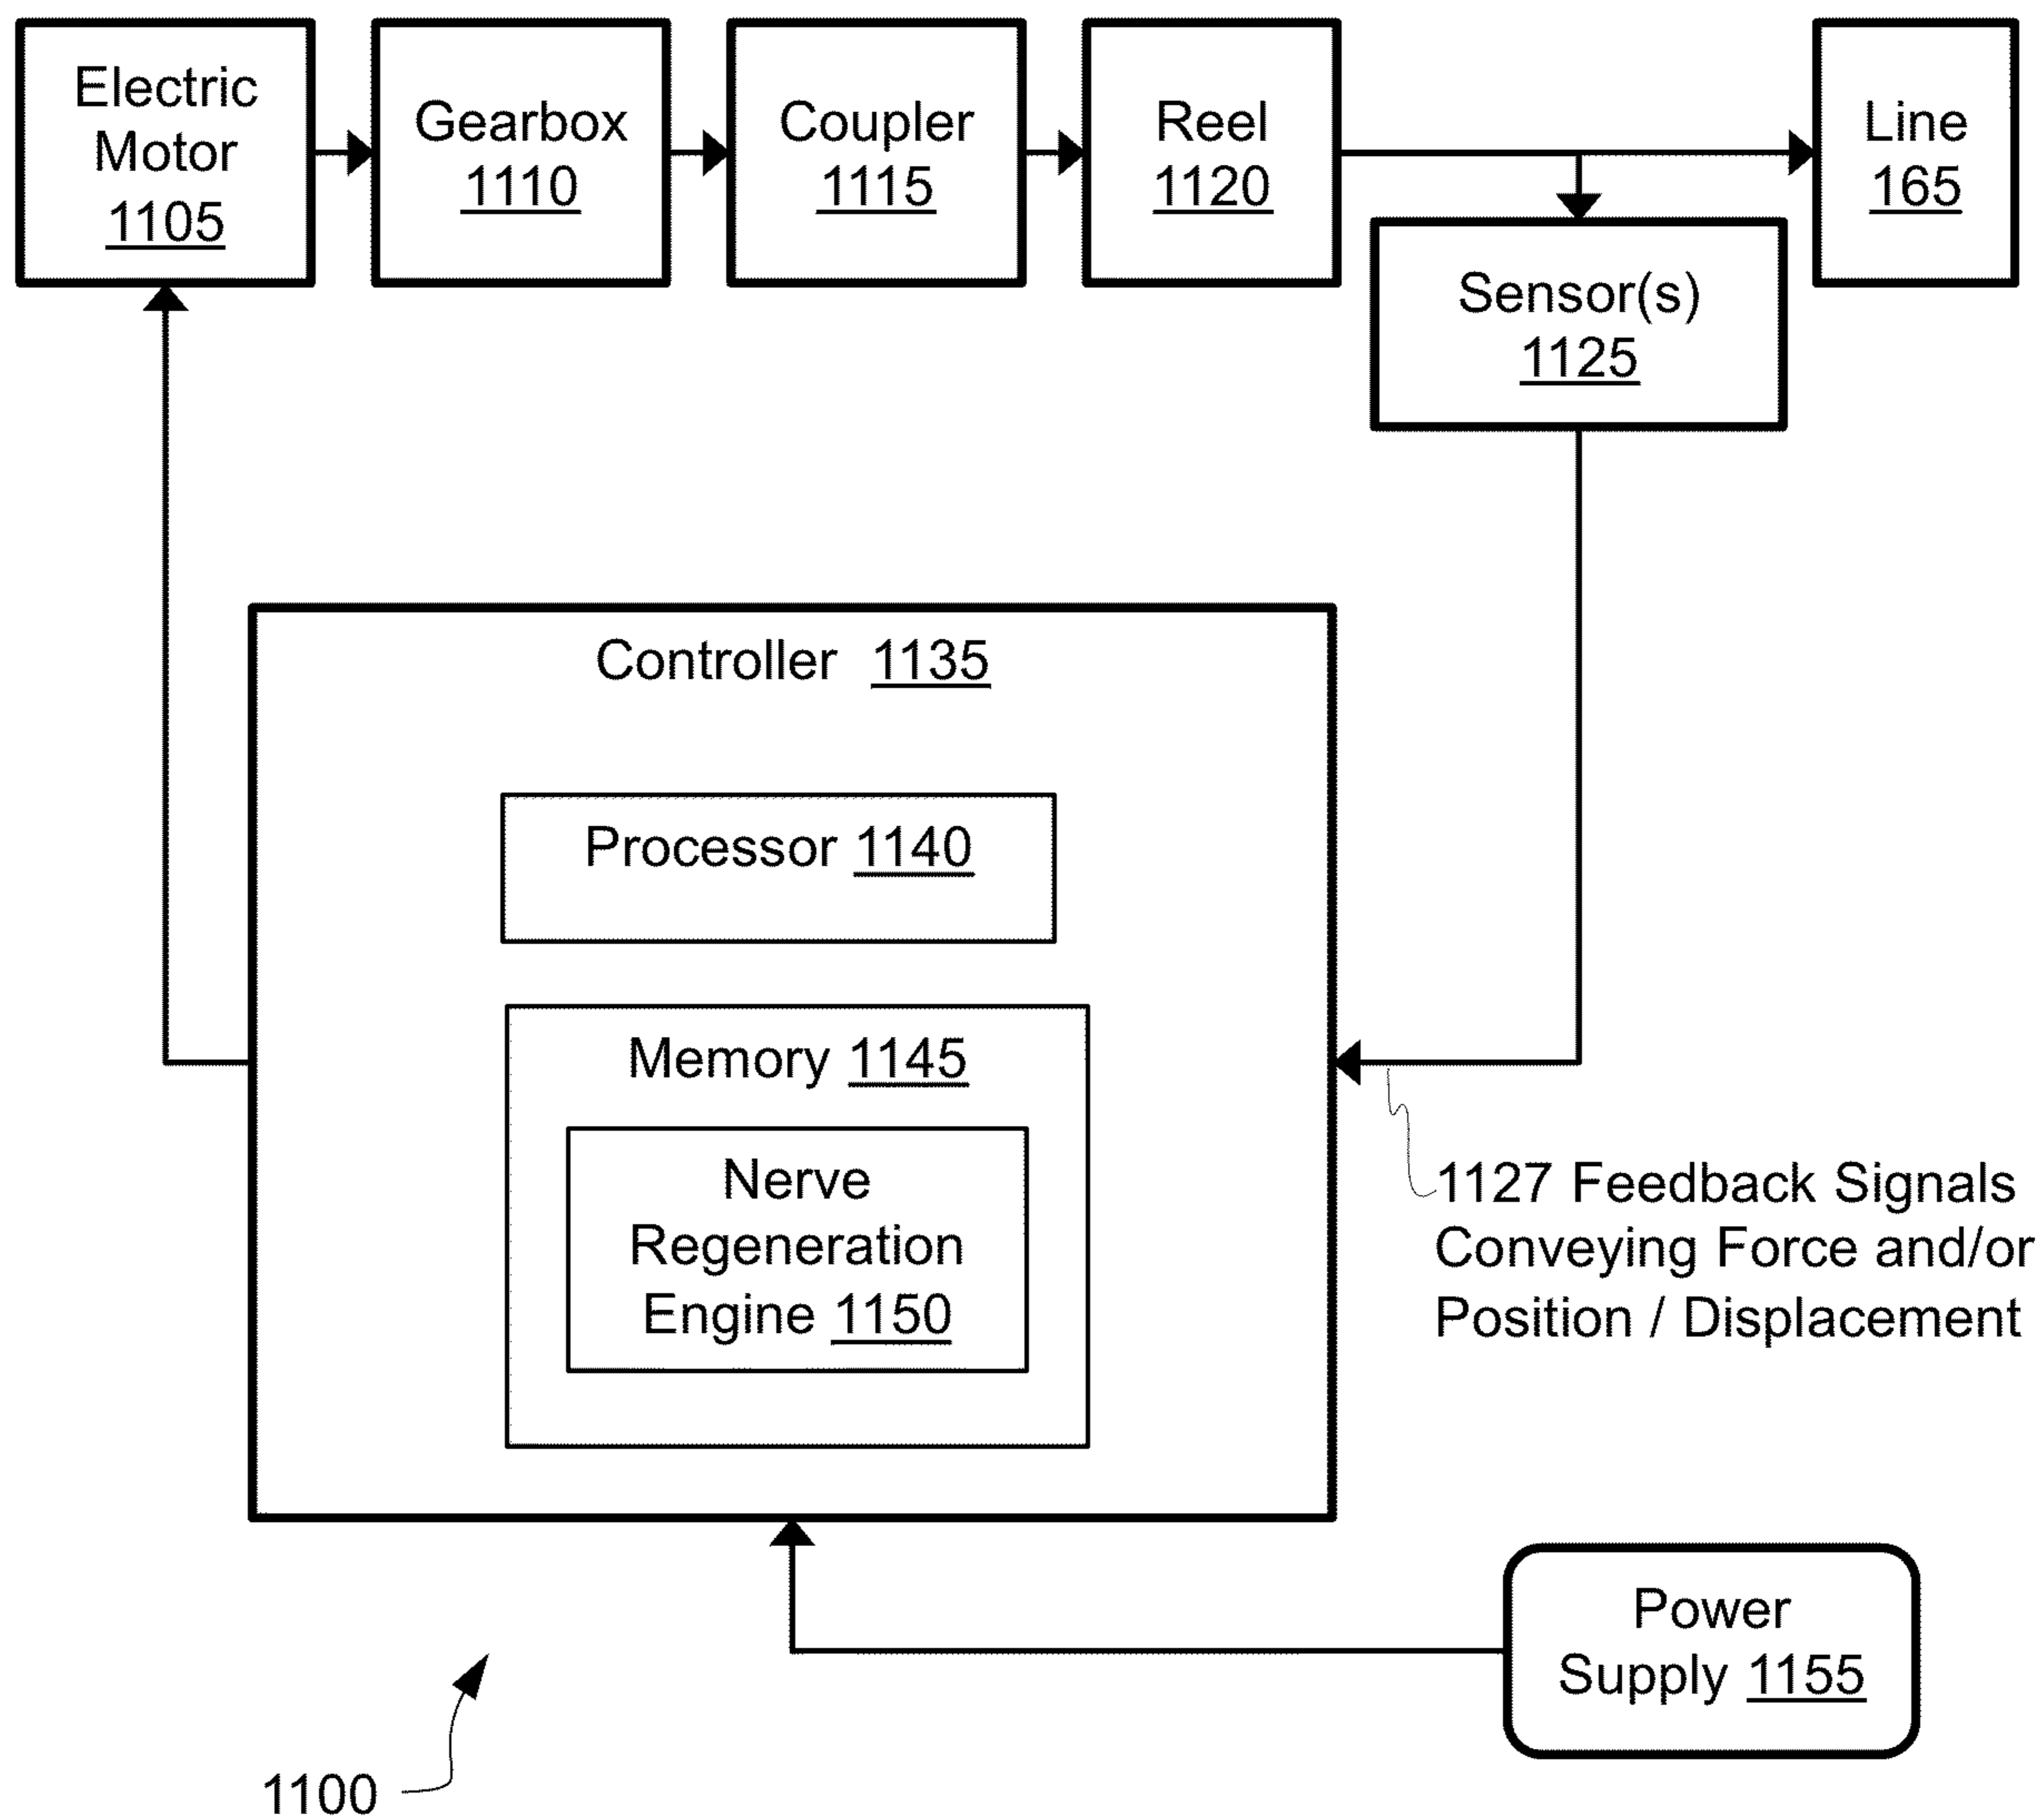 Electric
Motor
1105
Gearbox
1110
Coupler
1115
Reel
1120
Line
165
Sensor(s)
1125
Controller 1135
Processor 1140
Memory 1145
Nerve
Regeneration
Engine 1150
1127 Feedback Signals
Conveying Force and/or
Position / Displacement
Power
Supply 1155
1100